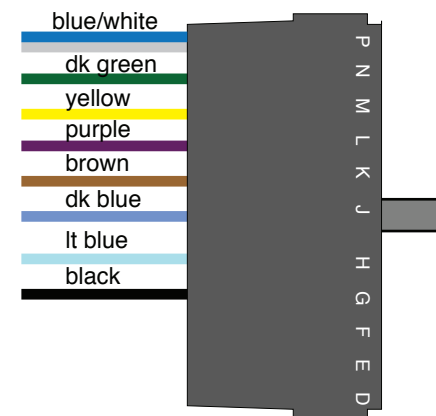 blue/white
dk green
yellow
purple
brown
dk blue
lt blue
black
P
N
M
L
K
J
H
G
F
E
D